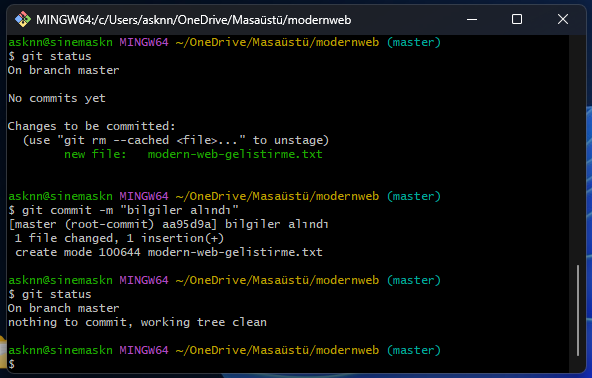 MINGW64:/c/Users/asknn/OneDrive/Masaüstü/modernweb
asknn@sinemaskn MINGW64 ~/OneDrive/Masaüstü/modernweb (master)
$ git status
On branch master
No commits yet
Changes to be committed:
  (use "git rm --cached <file>..." to unstage)
        new file:   modern-web-gelistirme.txt
asknn@sinemaskn MINGW64 ~/OneDrive/Masaüstü/modernweb (master)
$ git commit -m "bilgiler alındı"
[master (root-commit) aa95d9a] bilgiler alındı
 1 file changed, 1 insertion(+)
 create mode 100644 modern-web-gelistirme.txt
asknn@sinemaskn MINGW64 ~/OneDrive/Masaüstü/modernweb (master)
$ git status
On branch master
nothing to commit, working tree clean
asknn@sinemaskn MINGW64 ~/OneDrive/Masaüstü/modernweb (master)
$